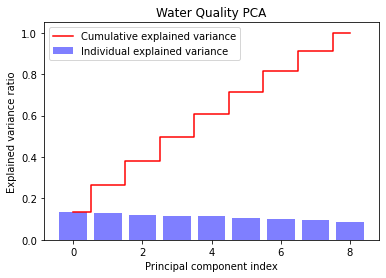 Water Quality PCA
Cumulative explained variance
Individual explained variance
Explained variance ratio
1.0
0.8
0.6
0.4
0.2
0.0
0 2 4 6 8
Principal component index